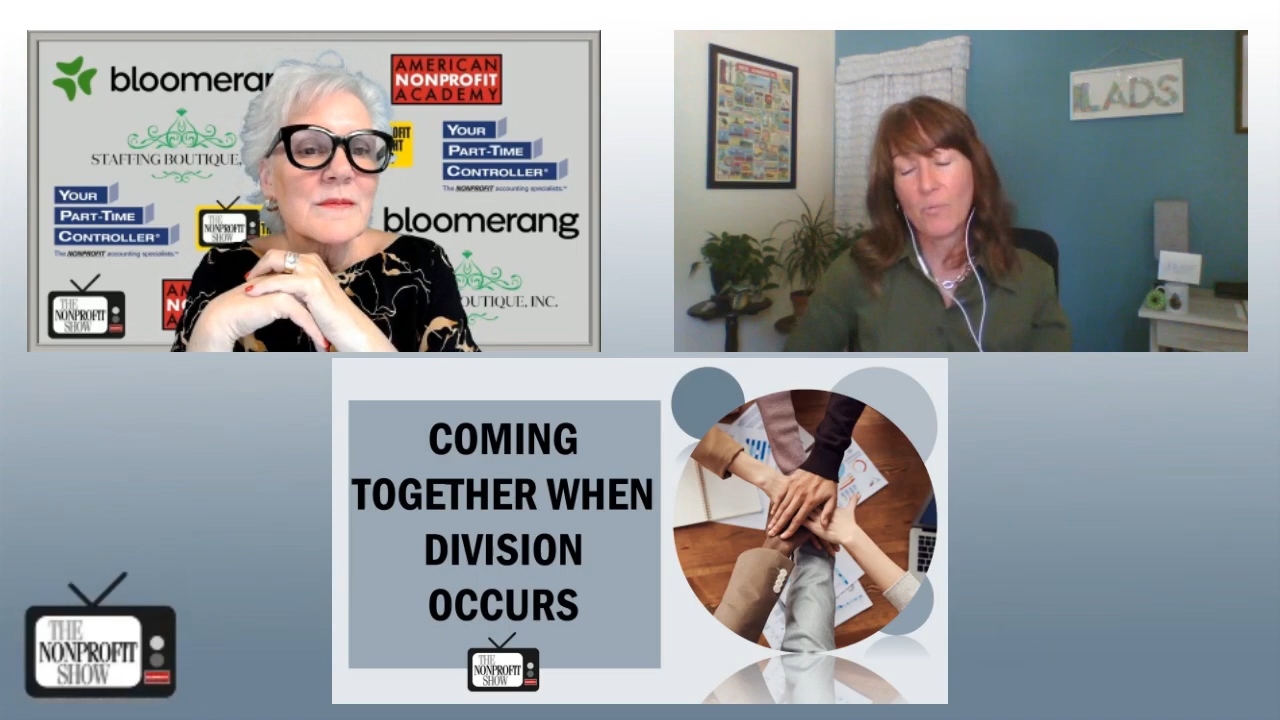 bloomerang
AMERICAN
NONPROFIT
ACADEMY
STAFFING BOUTIQUE,
YOUR
PART-TIME
CONTROLLER
The NONPROFIT accounting specialists.
YOUR
PART-TIME
CONTROLLER
The NONPROFIT accounting specialists.
THE
NONPROFIT
SHOW
bloomerang
OUTIQUE, INC.
THE
NONPROFIT
SHOW
LADS
COMING
TOGETHER WHEN
DIVISION
OCCURS
THE
NONPROFIT
SHOW
THE
NONPROFIT
SHOW